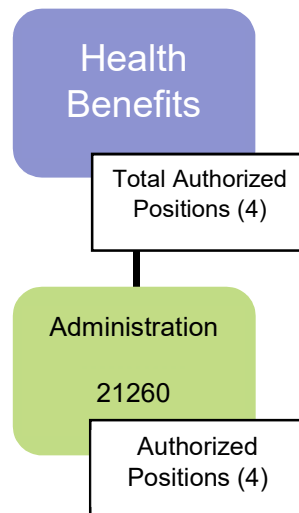 Health
Benefits
Total Authorized
Positions (4)
Administration
21260
Authorized
Positions (4)